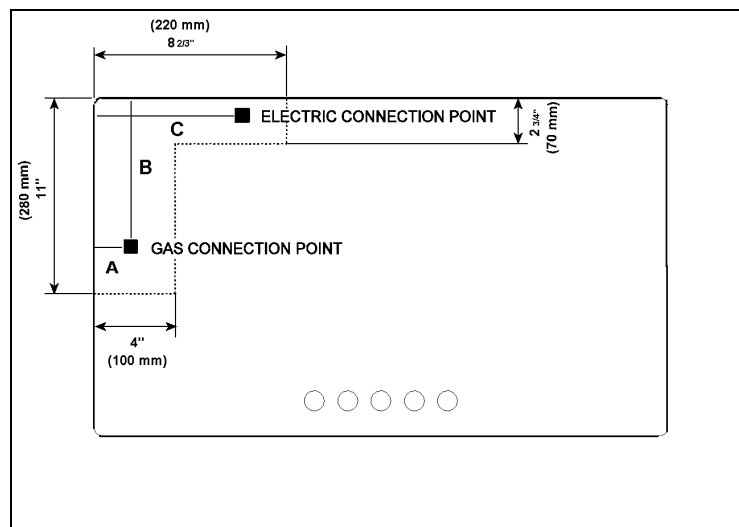 (220 mm)
8 2/3"
ELECTRIC CONNECTION POINT
C
2 3/4"
(70 mm)
B
(280 mm)
11"
GAS CONNECTION POINT
A
4"
(100 mm)